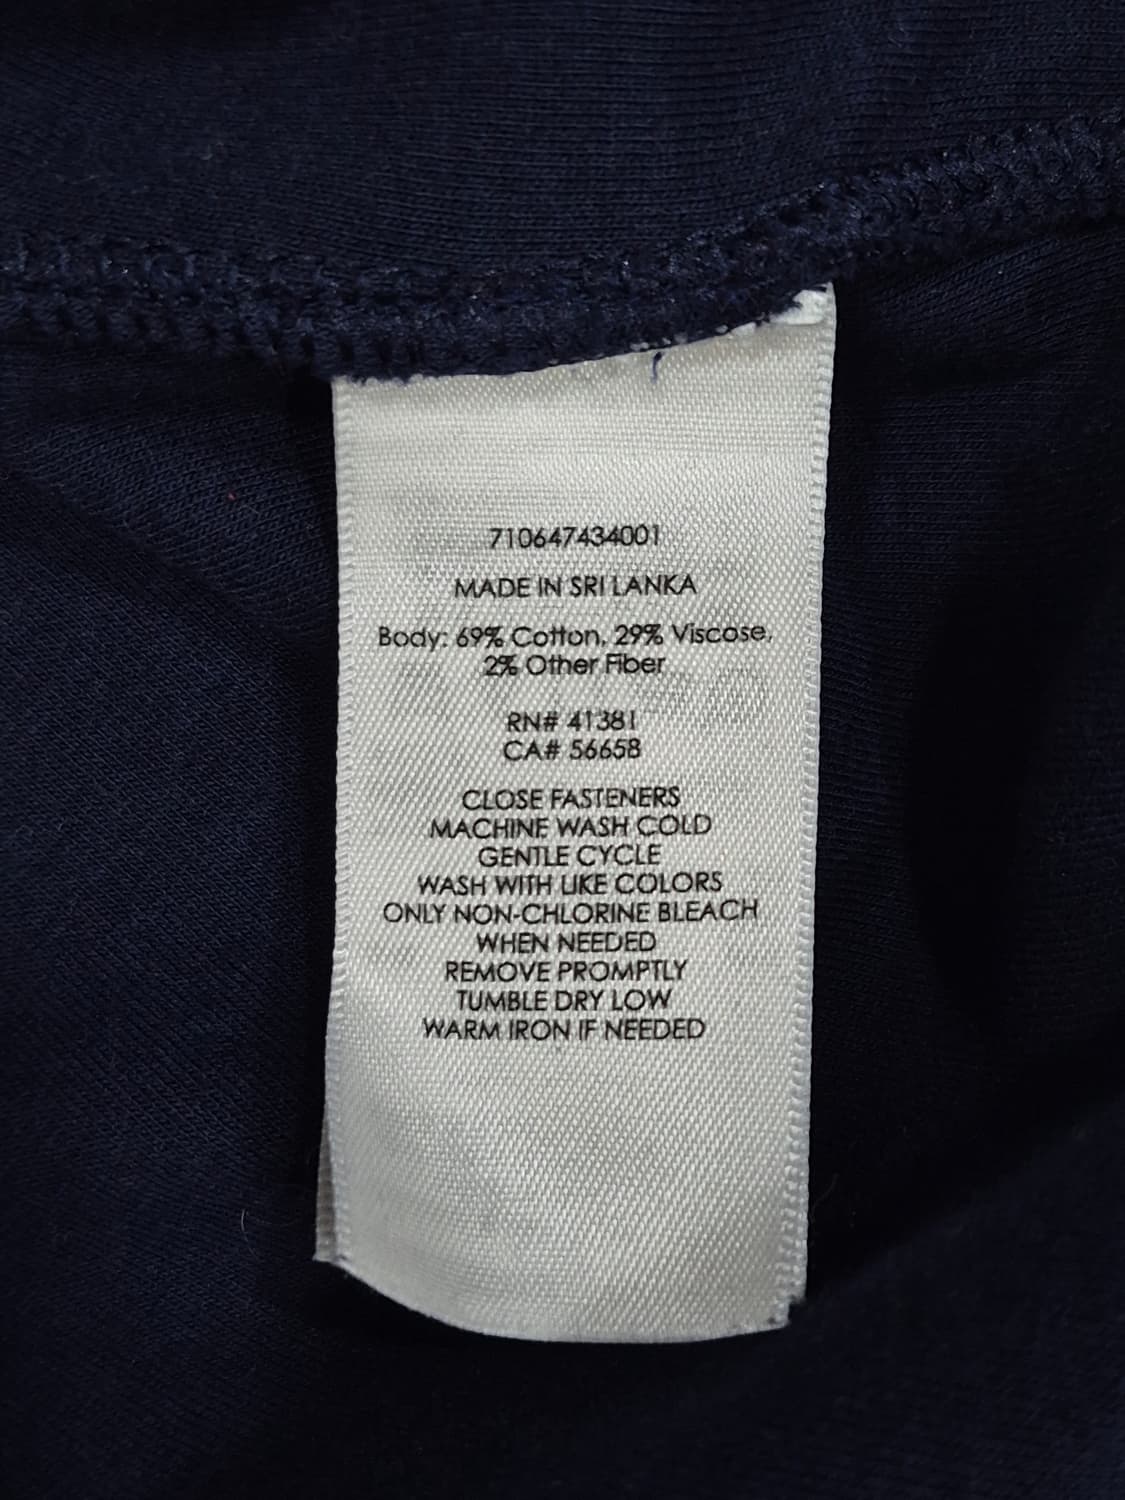 710647434001
MADE IN SRI LANKA
Body: 69% Cotton, 29% Viscose,
2% Other Fiber
RN# 41381
CA# 56658
CLOSE FASTENERS
MACHINE WASH COLD
GENTLE CYCLE
WASH WITH LIKE COLORS
ONLY NON-CHLORINE BLEACH
WHEN NEEDED
REMOVE PROMPTLY
TUMBLE DRY LOW
WARM IRON IF NEEDED